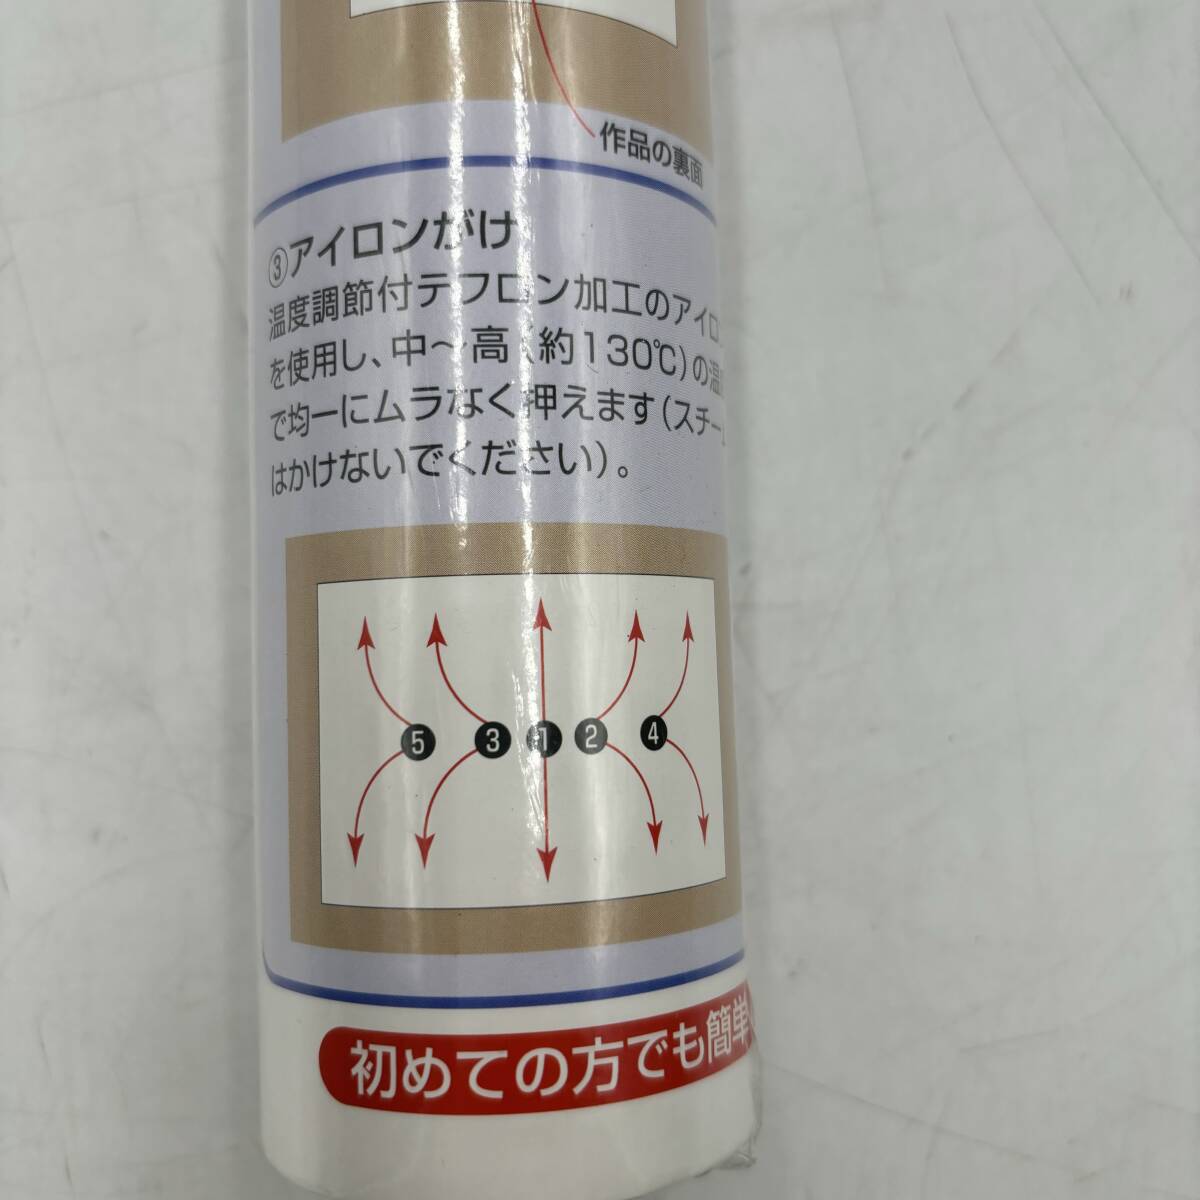 作品の裏面
③アイロンがけ
温度調節付テフロン加工のアイロ
を使用し、中～高(約130℃)の温
で均一にムラなく押えます(スチー
はかけないでください)。
5 3 1 2 4
初めての方でも簡単